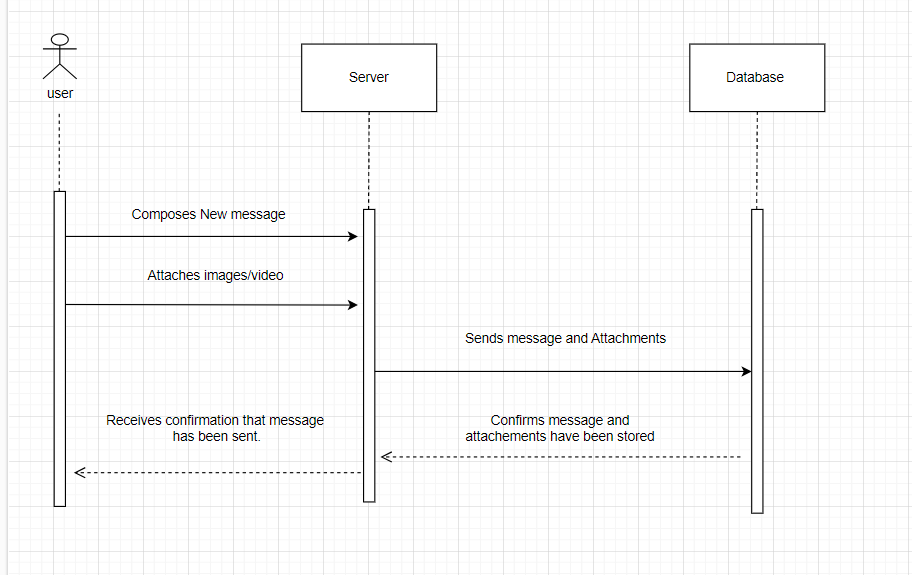 user
Server
Database
Composes New message
Attaches images/video
Sends message and Attachments
Receives confirmation that message
has been sent.
Confirms message and
attachements have been stored